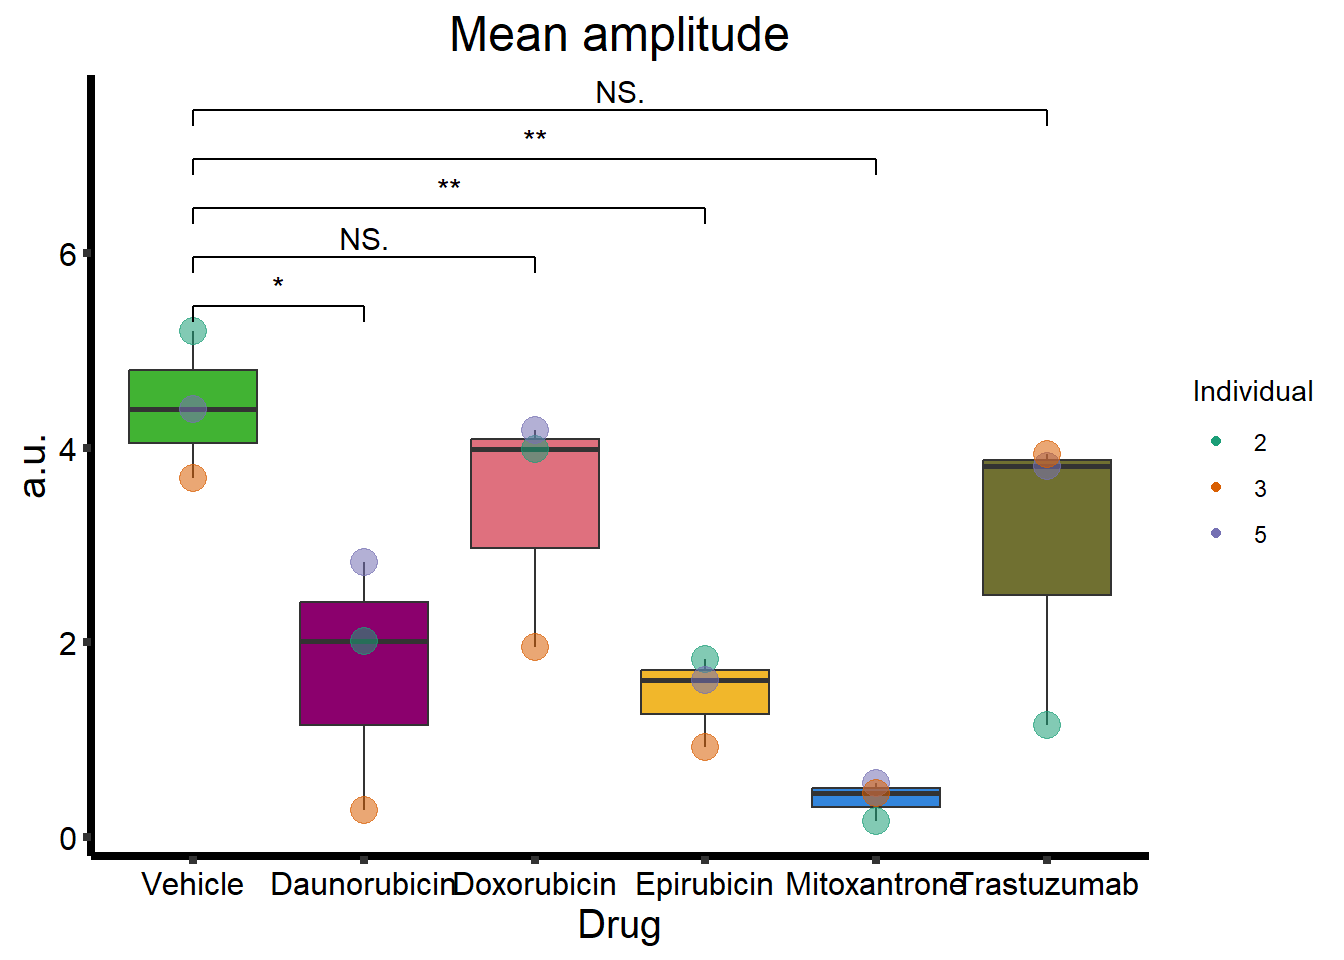 Mean amplitude
NS.
**
**
NS.
*
6
4
2
0
a.u.
Vehicle Daunorubicin Doxorubicin Epirubicin Mitoxantrone Trastuzumab
Drug
Individual
2
3
5